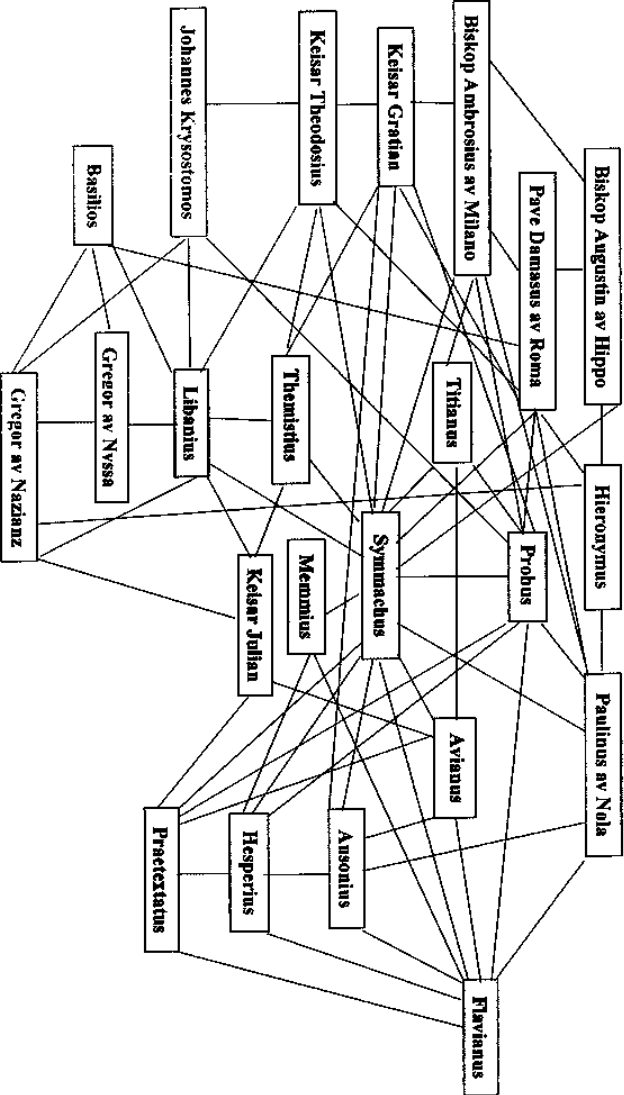 Biskop Augustin av Hippo
Hieronymus
Paulinus av Nola
Pave Damasus av Roma
Probus
Biskop Ambrosius av Milano
Titianus
Avianus
Flavianus
Keisar Gratian
Symmachus
Keisar Theodosius
Themistius
Memmius
Ausonius
Keisar Julian
Hesperius
Johannes Krysostomos
Libanius
Praetextatus
Basilios
Gregor av Nyssa
Gregor av Nazianz